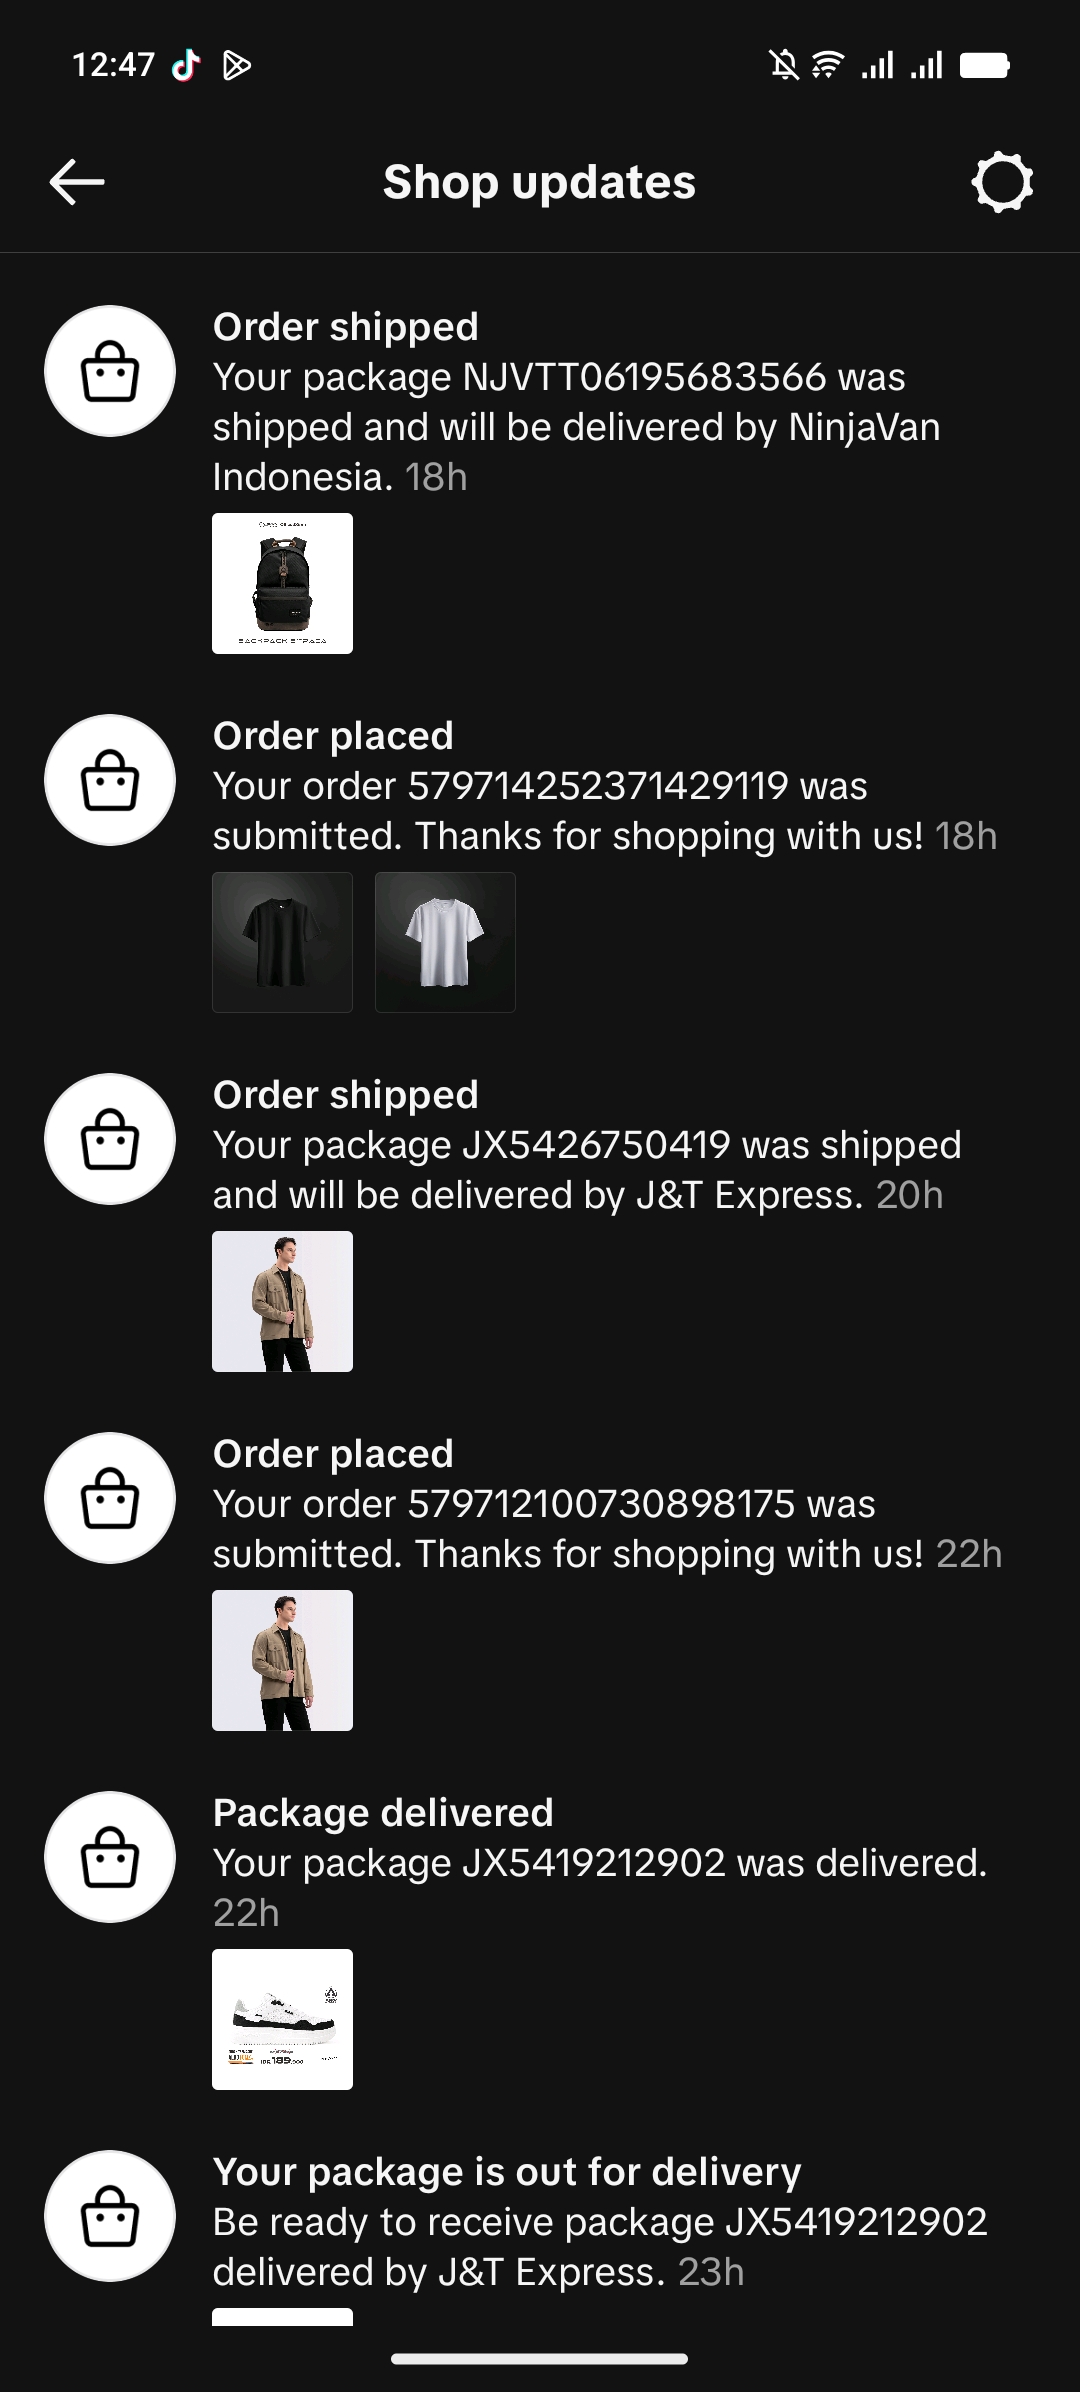 12:47
Shop updates
Order shipped
Your package NJVTT06195683566 was
shipped and will be delivered by NinjaVan
Indonesia. 18h
BACKPACK STRADA
Order placed
Your order 579714252371429119 was
submitted. Thanks for shopping with us! 18h
Order shipped
Your package JX5426750419 was shipped
and will be delivered by J&T Express. 20h
Order placed
Your order 579712100730898175 was
submitted. Thanks for shopping with us! 22h
Package delivered
Your package JX5419212902 was delivered.
22h
189.900
Your package is out for delivery
Be ready to receive package JX5419212902
delivered by J&T Express. 23h